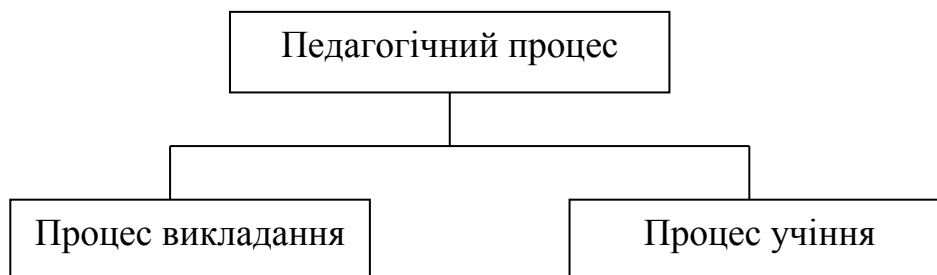 Педагогічний процес
Процес викладання
Процес учіння